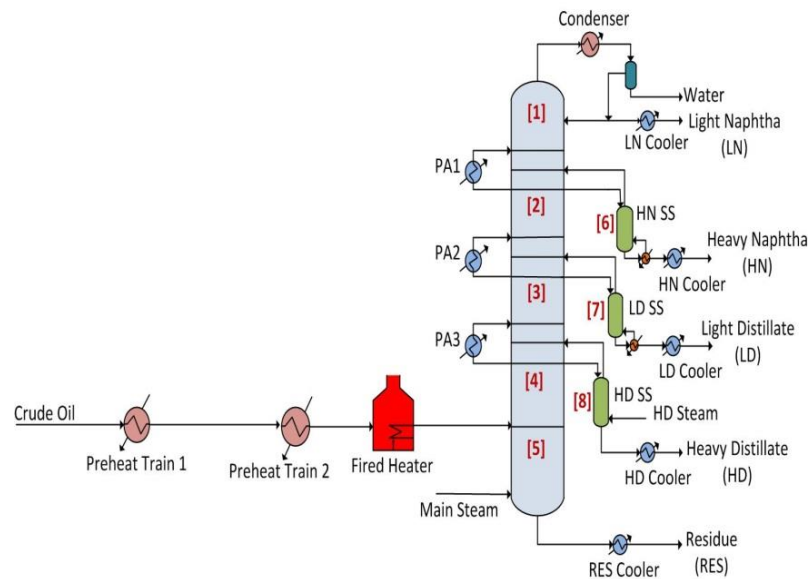 Condenser
Water
[1]
Light Naphtha
(LN)
LN Cooler
PA1
[2]
HN SS
[6]
Heavy Naphtha
(HN)
HN Cooler
PA2
[3]
LD SS
[7]
Light Distillate
(LD)
LD Cooler
PA3
[4]
HD SS
[8]
HD Steam
Crude Oil
Preheat Train 1
Preheat Train 2
Fired Heater
[5]
Heavy Distillate
(HD)
HD Cooler
Main Steam
Residue
(RES)
RES Cooler